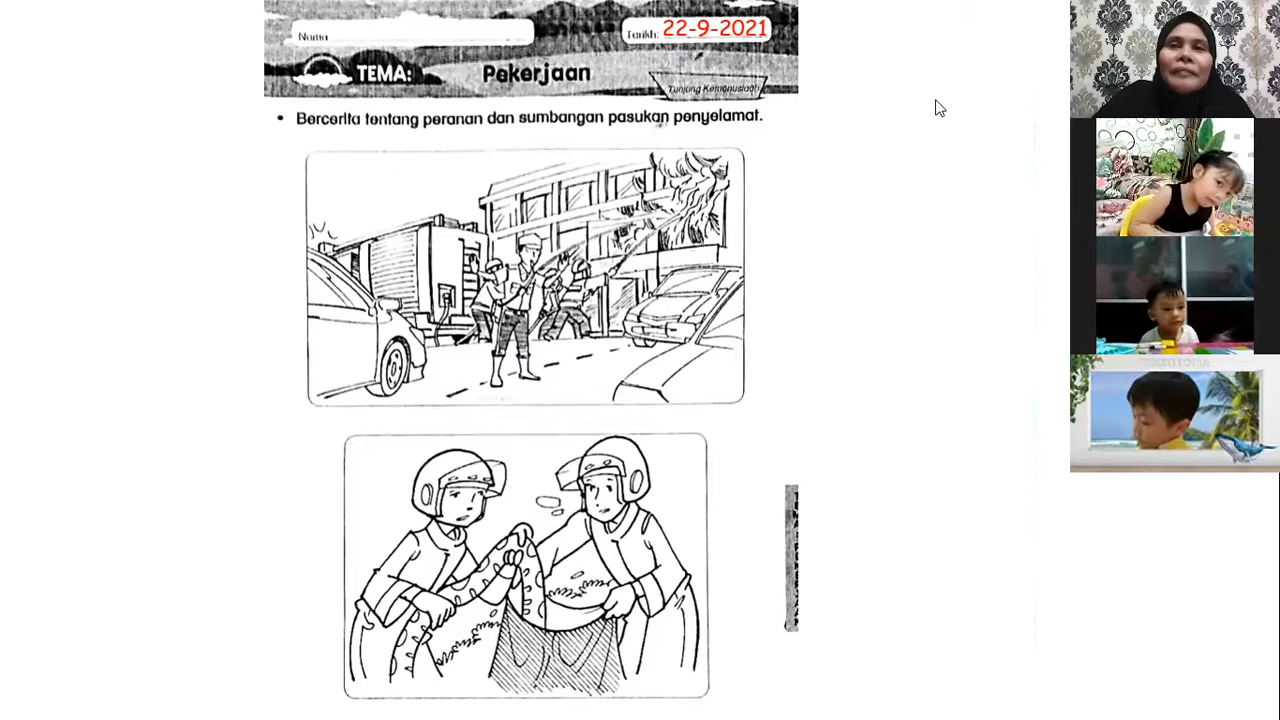 Nama
Tarikh: 22-9-2021
TEMA: Pekerjaan
Tunjang Kemanusiaan
• Bercerita tentang peranan dan sumbangan pasukan penyelamat.